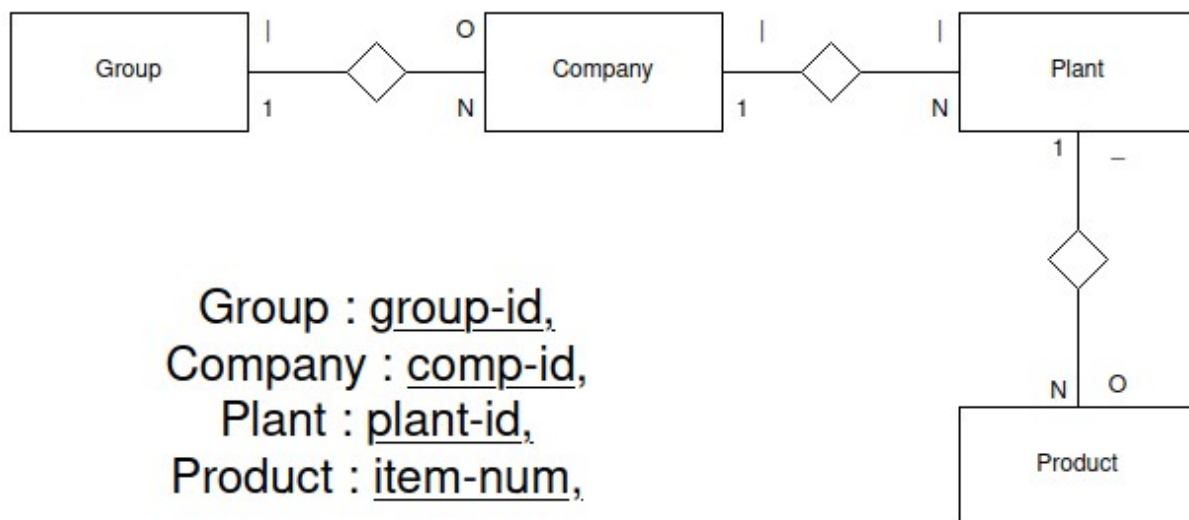 | O | |
Group Company Plant
1 N 1 N
1 _
Group : group-id,
Company : comp-id,
Plant : plant-id,
N O
Product : item-num,
Product